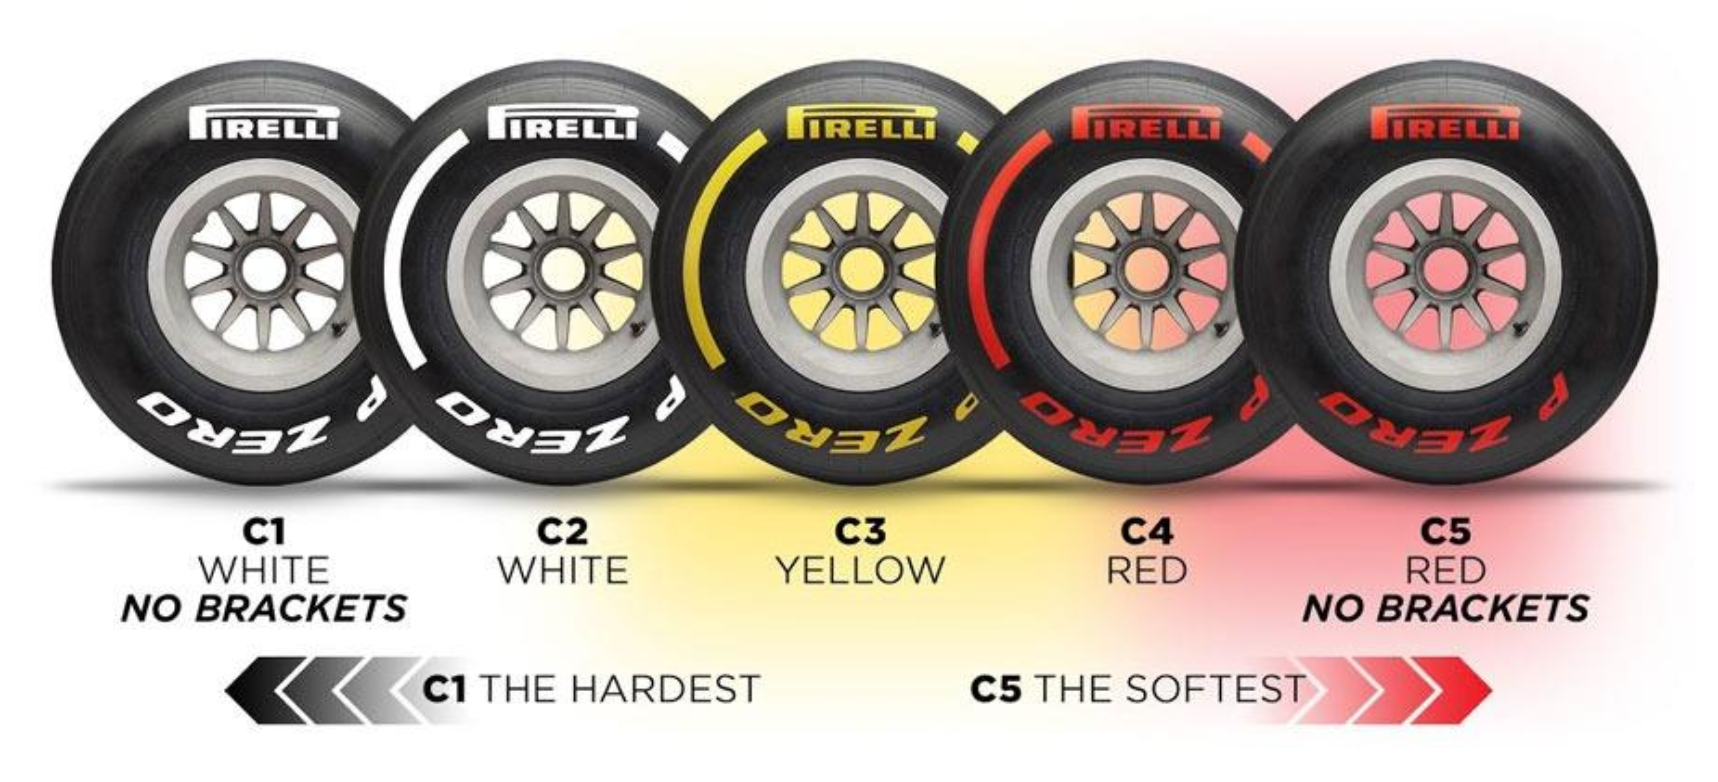 PIRELLI PIRELLI PIRELLI PIRELLI PIRELLI
P ZERO P ZERO P ZERO P ZERO P ZERO
C1 C2 C3 C4 C5
WHITE WHITE YELLOW RED RED
NO BRACKETS NO BRACKETS
C1 THE HARDEST C5 THE SOFTEST